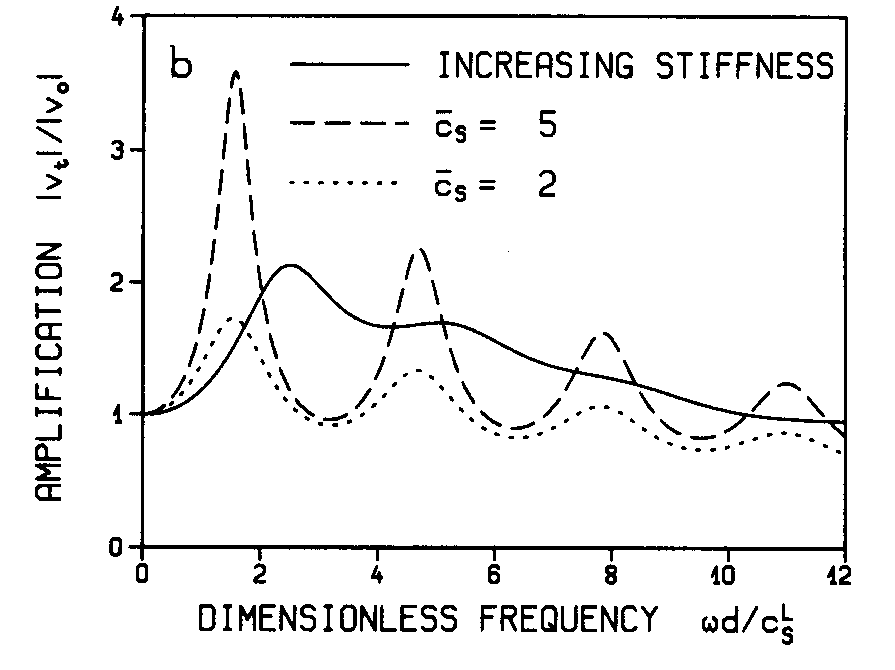 b
INCREASING STIFFNESS
c̄ₛ = 5
c̄ₛ = 2
AMPLIFICATION |vₜ|/|vₒ|
4
3
2
1
0
0 2 4 6 8 10 12
DIMENSIONLESS FREQUENCY ωd/cₛᴸ